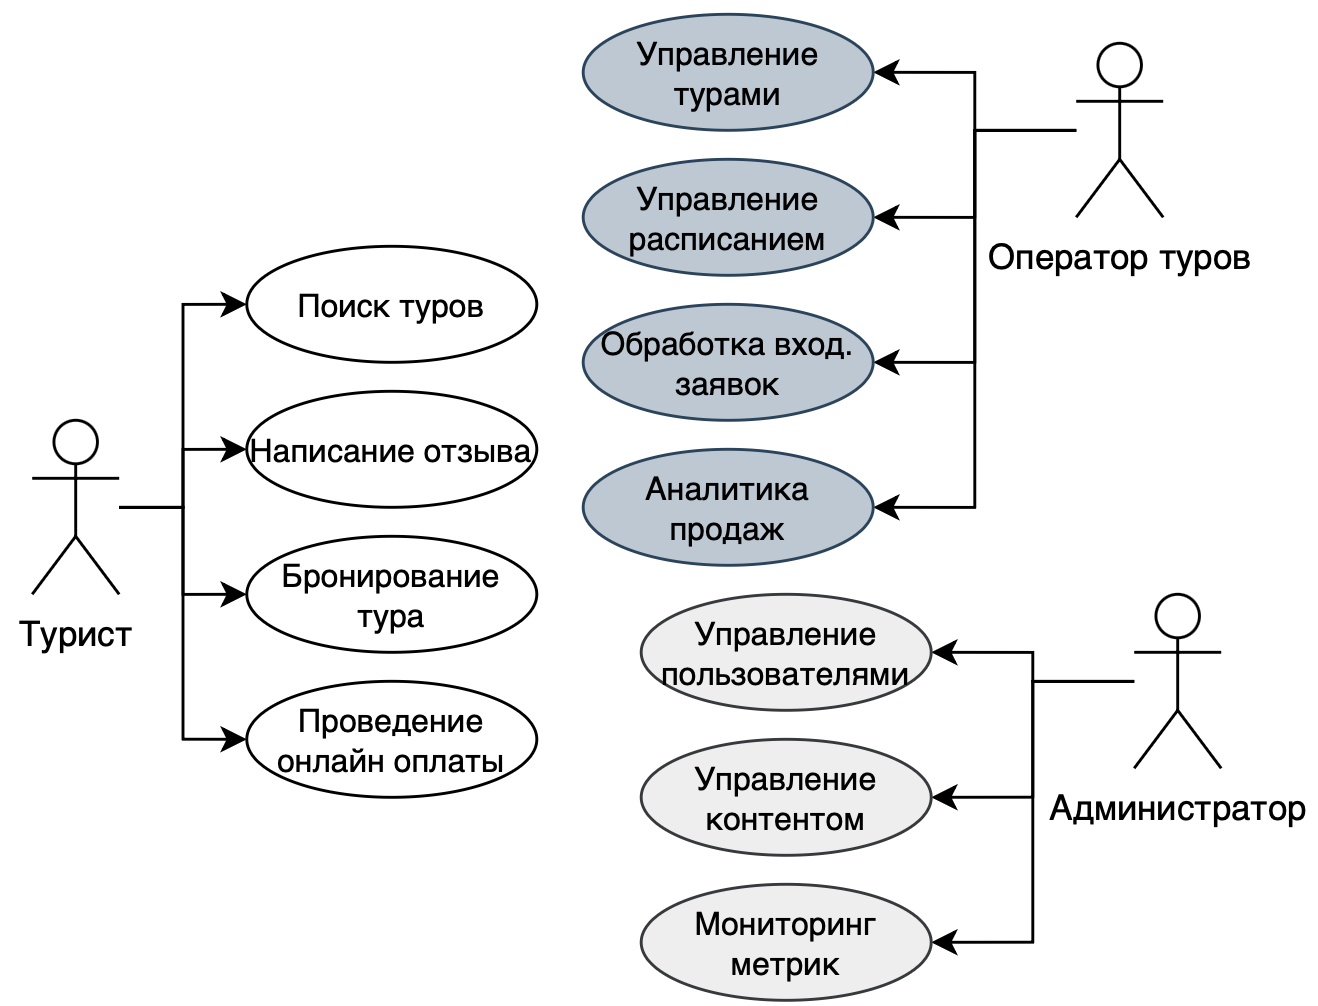 Управление
турами
Управление
расписанием
Обработка вход.
заявок
Аналитика
продаж
Оператор туров
Поиск туров
Написание отзыва
Бронирование
тура
Проведение
онлайн оплаты
Турист
Управление
пользователями
Управление
контентом
Мониторинг
метрик
Администратор